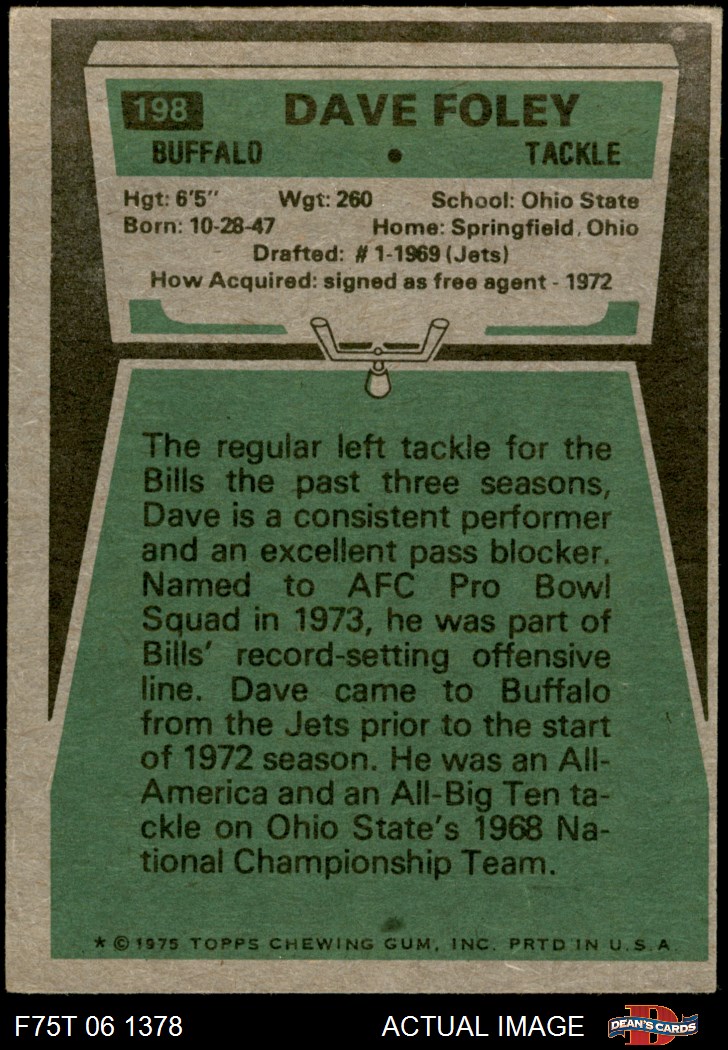 198 DAVE FOLEY
BUFFALO • TACKLE
Hgt: 6'5" Wgt: 260 School: Ohio State
Born: 10-28-47 Home: Springfield, Ohio
Drafted: #1-1969 (Jets)
How Acquired: signed as free agent - 1972
The regular left tackle for the
Bills the past three seasons,
Dave is a consistent performer
and an excellent pass blocker.
Named to AFC Pro Bowl
Squad in 1973, he was part of
Bills' record-setting offensive
line. Dave came to Buffalo
from the Jets prior to the start
of 1972 season. He was an All-
America and an All-Big Ten ta-
ckle on Ohio State's 1968 Na-
tional Championship Team.
* © 1975 TOPPS CHEWING GUM, INC. PRTD IN U.S.A.
F75T 06 1378 ACTUAL IMAGE D DEAN'S CARDS